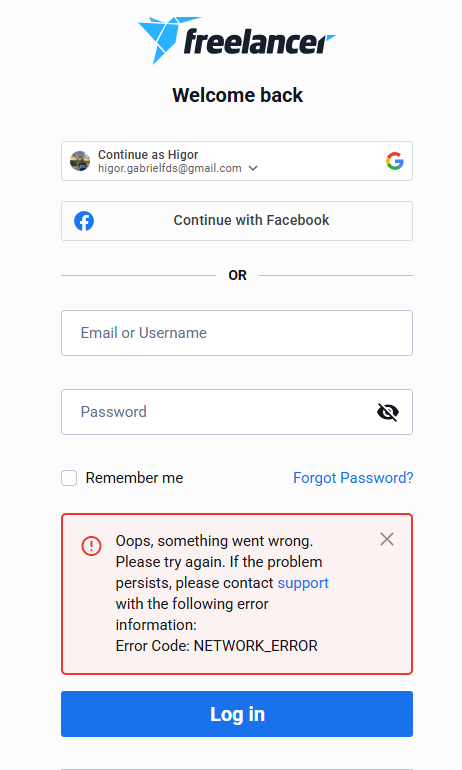 freelancer
Welcome back
Continue as Higor
higor.gabrielfds@gmail.com
Continue with Facebook
OR
Email or Username
Password
Remember me
Forgot Password?
Oops, something went wrong.
Please try again. If the problem
persists, please contact support
with the following error
information:
Error Code: NETWORK_ERROR
Log in